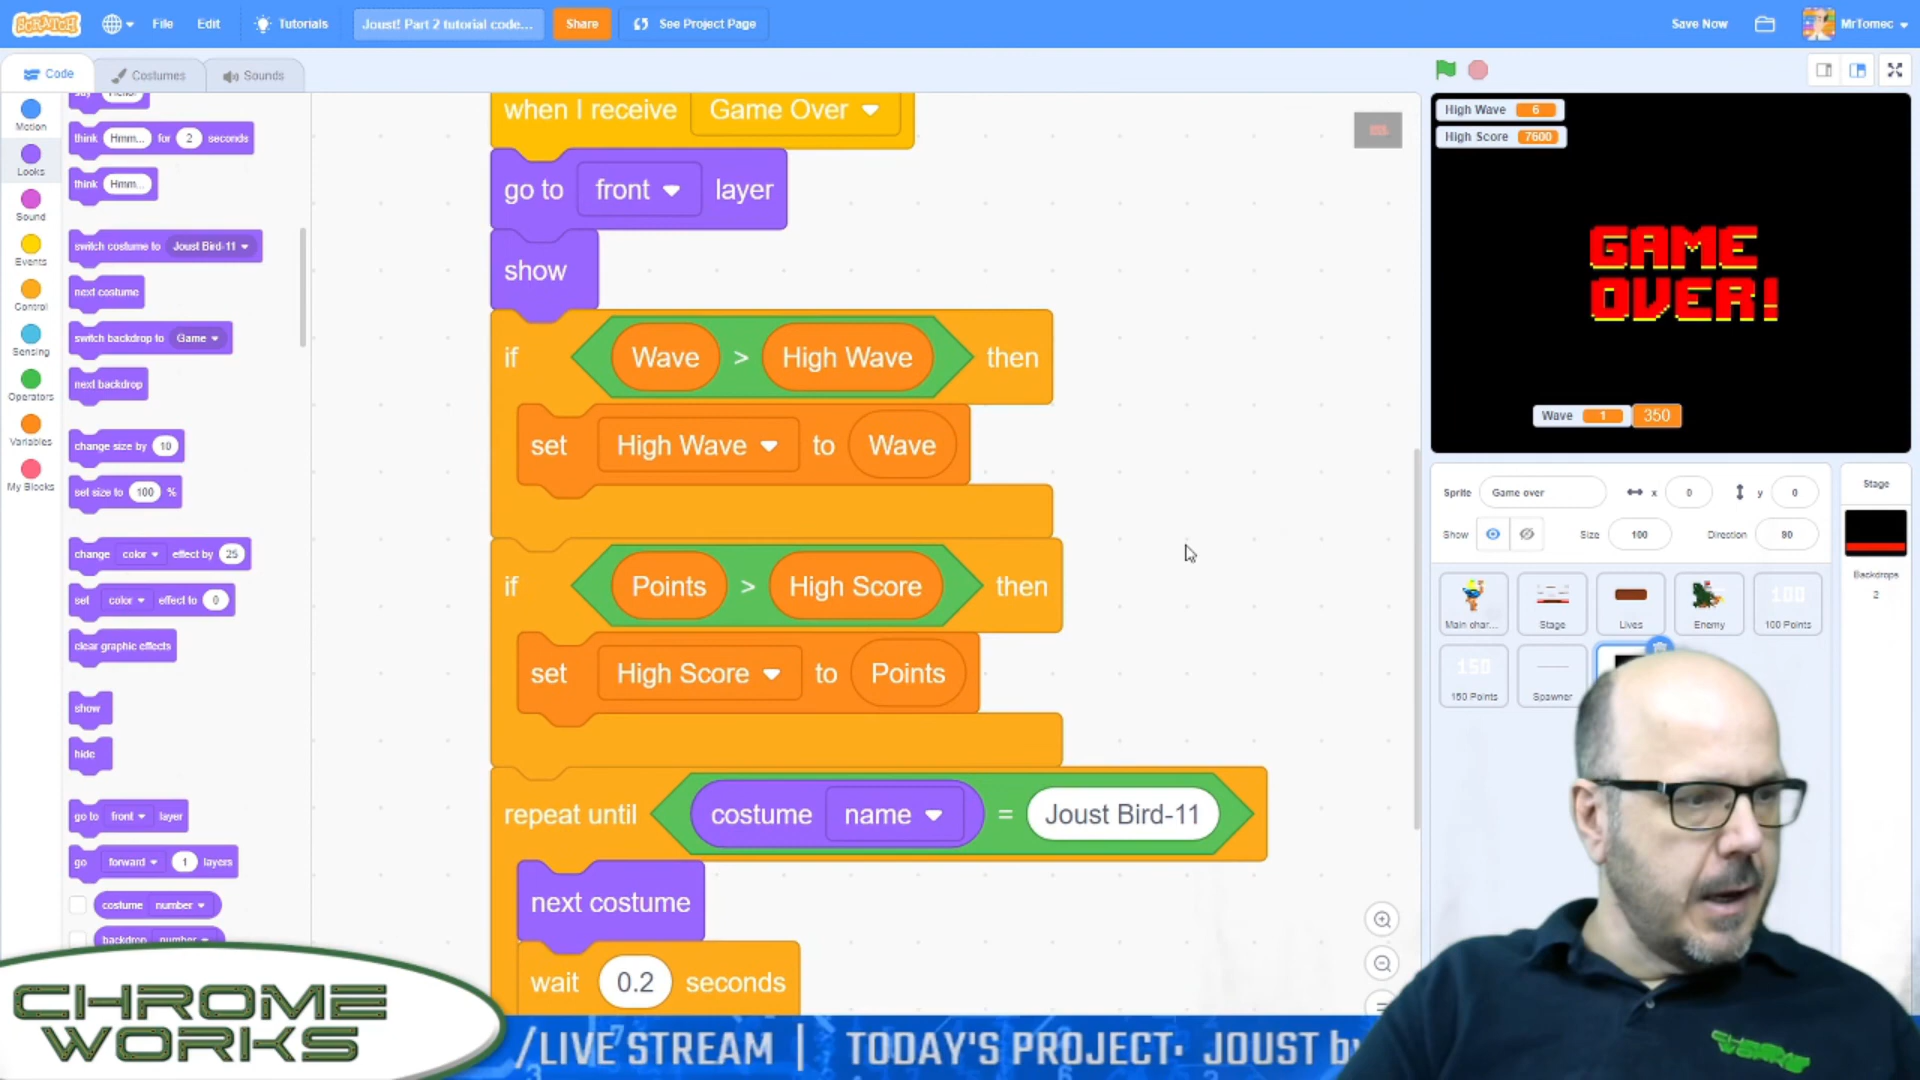 SCRATCH
File
Edit
Tutorials
Joust! Part 2 tutorial code...
Share
See Project Page
Save Now
MrTomec
Code
Costumes
Sounds
Motion
Looks
Sound
Events
Control
Sensing
Operators
Variables
My Blocks
think Hmm... for 2 seconds
think Hmm...
switch costume to Joust Bird-11
next costume
switch backdrop to Game
next backdrop
change size by 10
set size to 100 %
change color effect by 25
set color effect to 0
clear graphic effects
show
hide
go to front layer
go forward 1 layers
costume number
backdrop number
when I receive Game Over
go to front layer
show
if Wave > High Wave then
set High Wave to Wave
if Points > High Score then
set High Score to Points
repeat until costume name = Joust Bird-11
next costume
wait 0.2 seconds
High Wave 6
High Score 7600
GAME
OVER!
Wave 1 350
Sprite Game over x 0 y 0
Show Size 100 Direction 90
Stage
Backdrops
2
Main char...
Stage
Lives
Enemy
100
100 Points
150
150 Points
Spawner
CHROME
WORKS
/LIVE STREAM | TODAY'S PROJECT: JOUST by
CHROME
WORKS